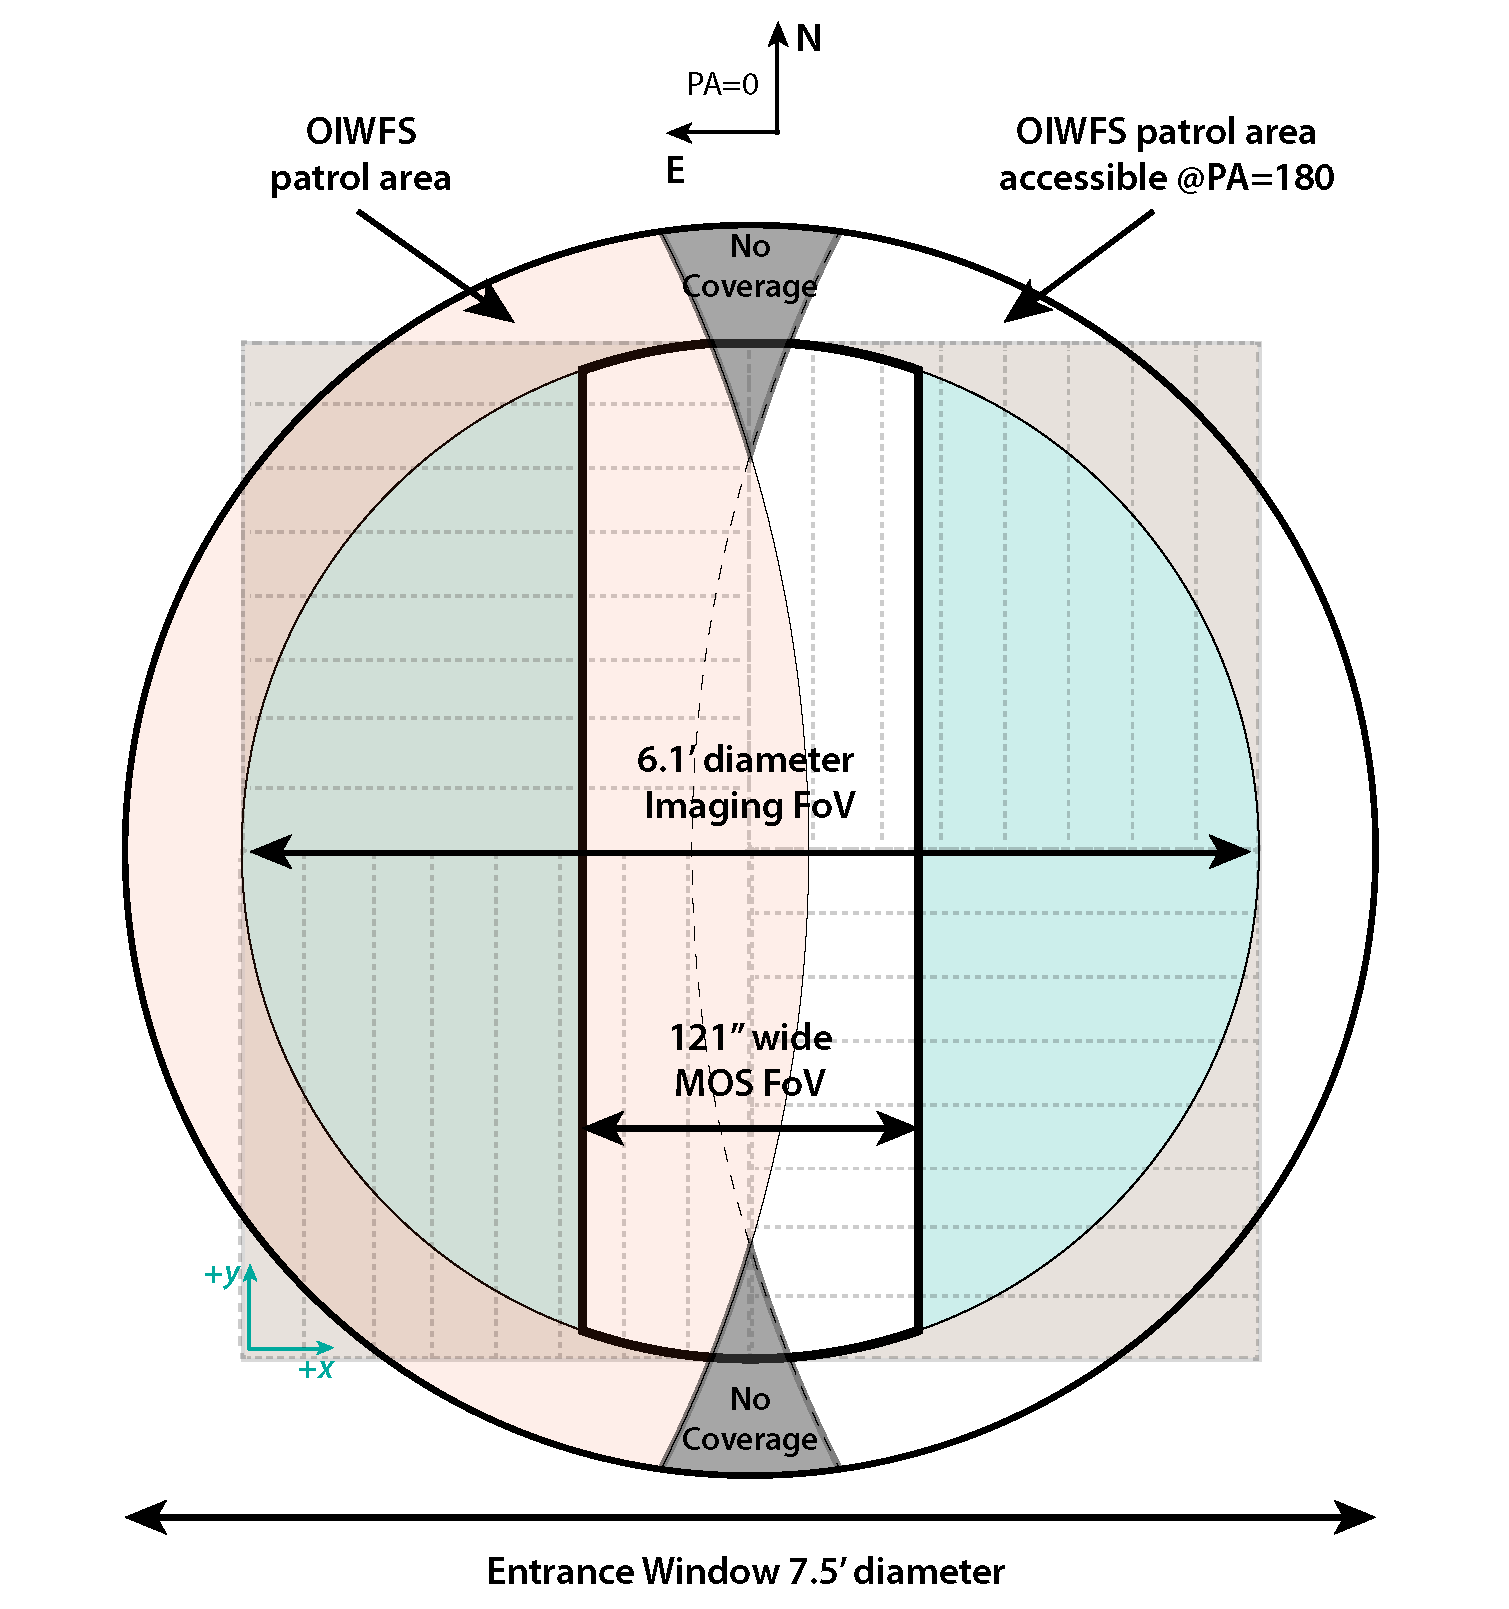 N
PA=0
E
OIWFS
patrol area
OIWFS patrol area
accessible @PA=180
No
Coverage
6.1’ diameter
Imaging FoV
121” wide
MOS FoV
+y
+x
No
Coverage
Entrance Window 7.5’ diameter